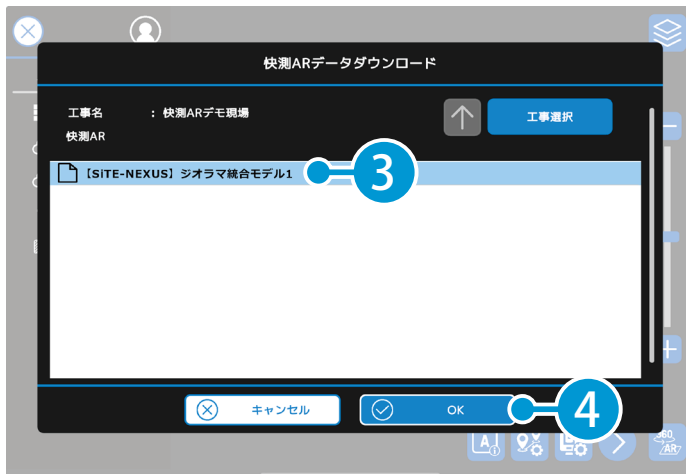 快測ARデータダウンロード
工事名 : 快測ARデモ現場
工事選択
快測AR
【SiTE-NEXUS】ジオラマ統合モデル1
3
キャンセル
OK
4
A
360
AR